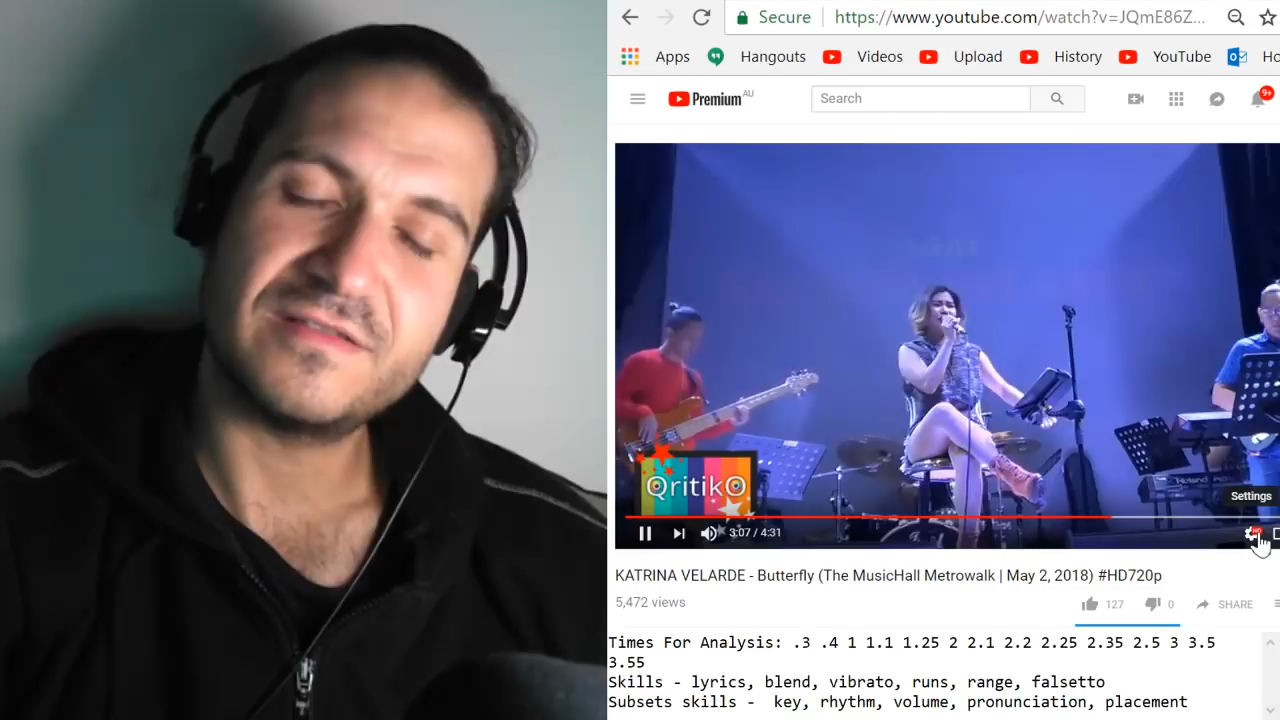 Secure https://www.youtube.com/watch?v=JQmE86Z...
Apps Hangouts Videos Upload History YouTube
Premium AU Search 9+
QritikO
Settings
3:07 / 4:31
KATRINA VELARDE - Butterfly (The MusicHall Metrowalk | May 2, 2018) #HD720p
5,472 views
127 0 SHARE
Times For Analysis: .3 .4 1 1.1 1.25 2 2.1 2.2 2.25 2.35 2.5 3 3.5
3.55
Skills - lyrics, blend, vibrato, runs, range, falsetto
Subsets skills - key, rhythm, volume, pronunciation, placement